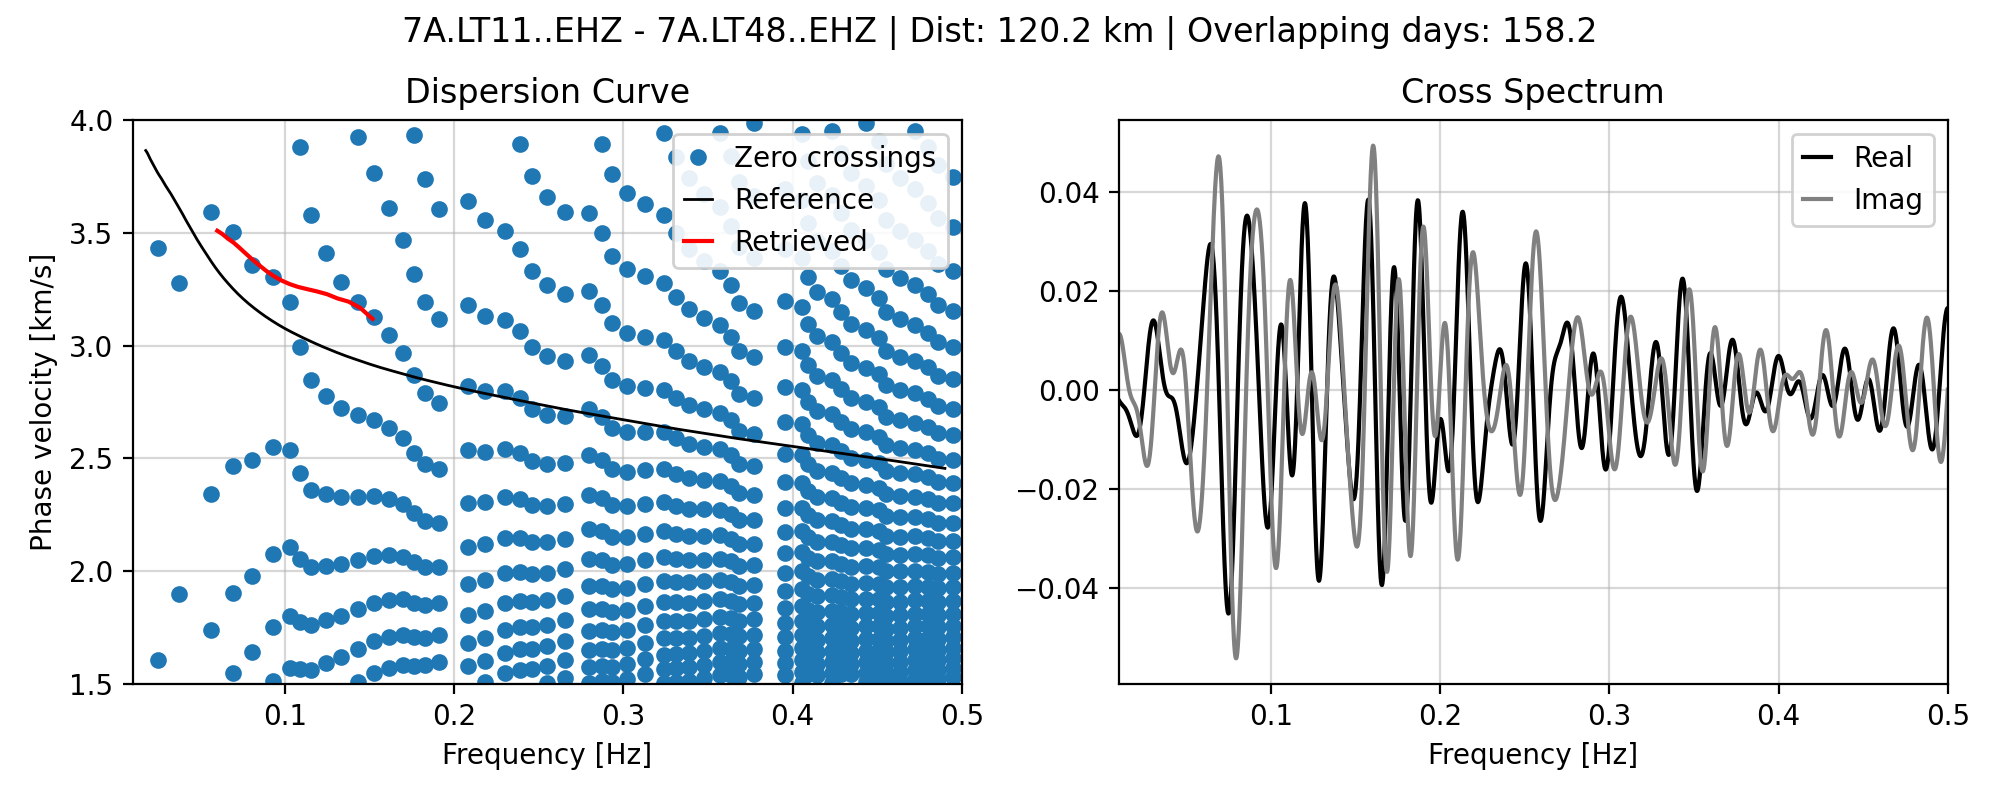 7A.LT11..EHZ - 7A.LT48..EHZ | Dist: 120.2 km | Overlapping days: 158.2
Dispersion Curve
Phase velocity [km/s]
4.0
3.5
3.0
2.5
2.0
1.5
0.1
0.2
0.3
0.4
0.5
Frequency [Hz]
Zero crossings
Reference
Retrieved
Cross Spectrum
0.04
0.02
0.00
−0.02
−0.04
0.1
0.2
0.3
0.4
0.5
Frequency [Hz]
Real
Imag